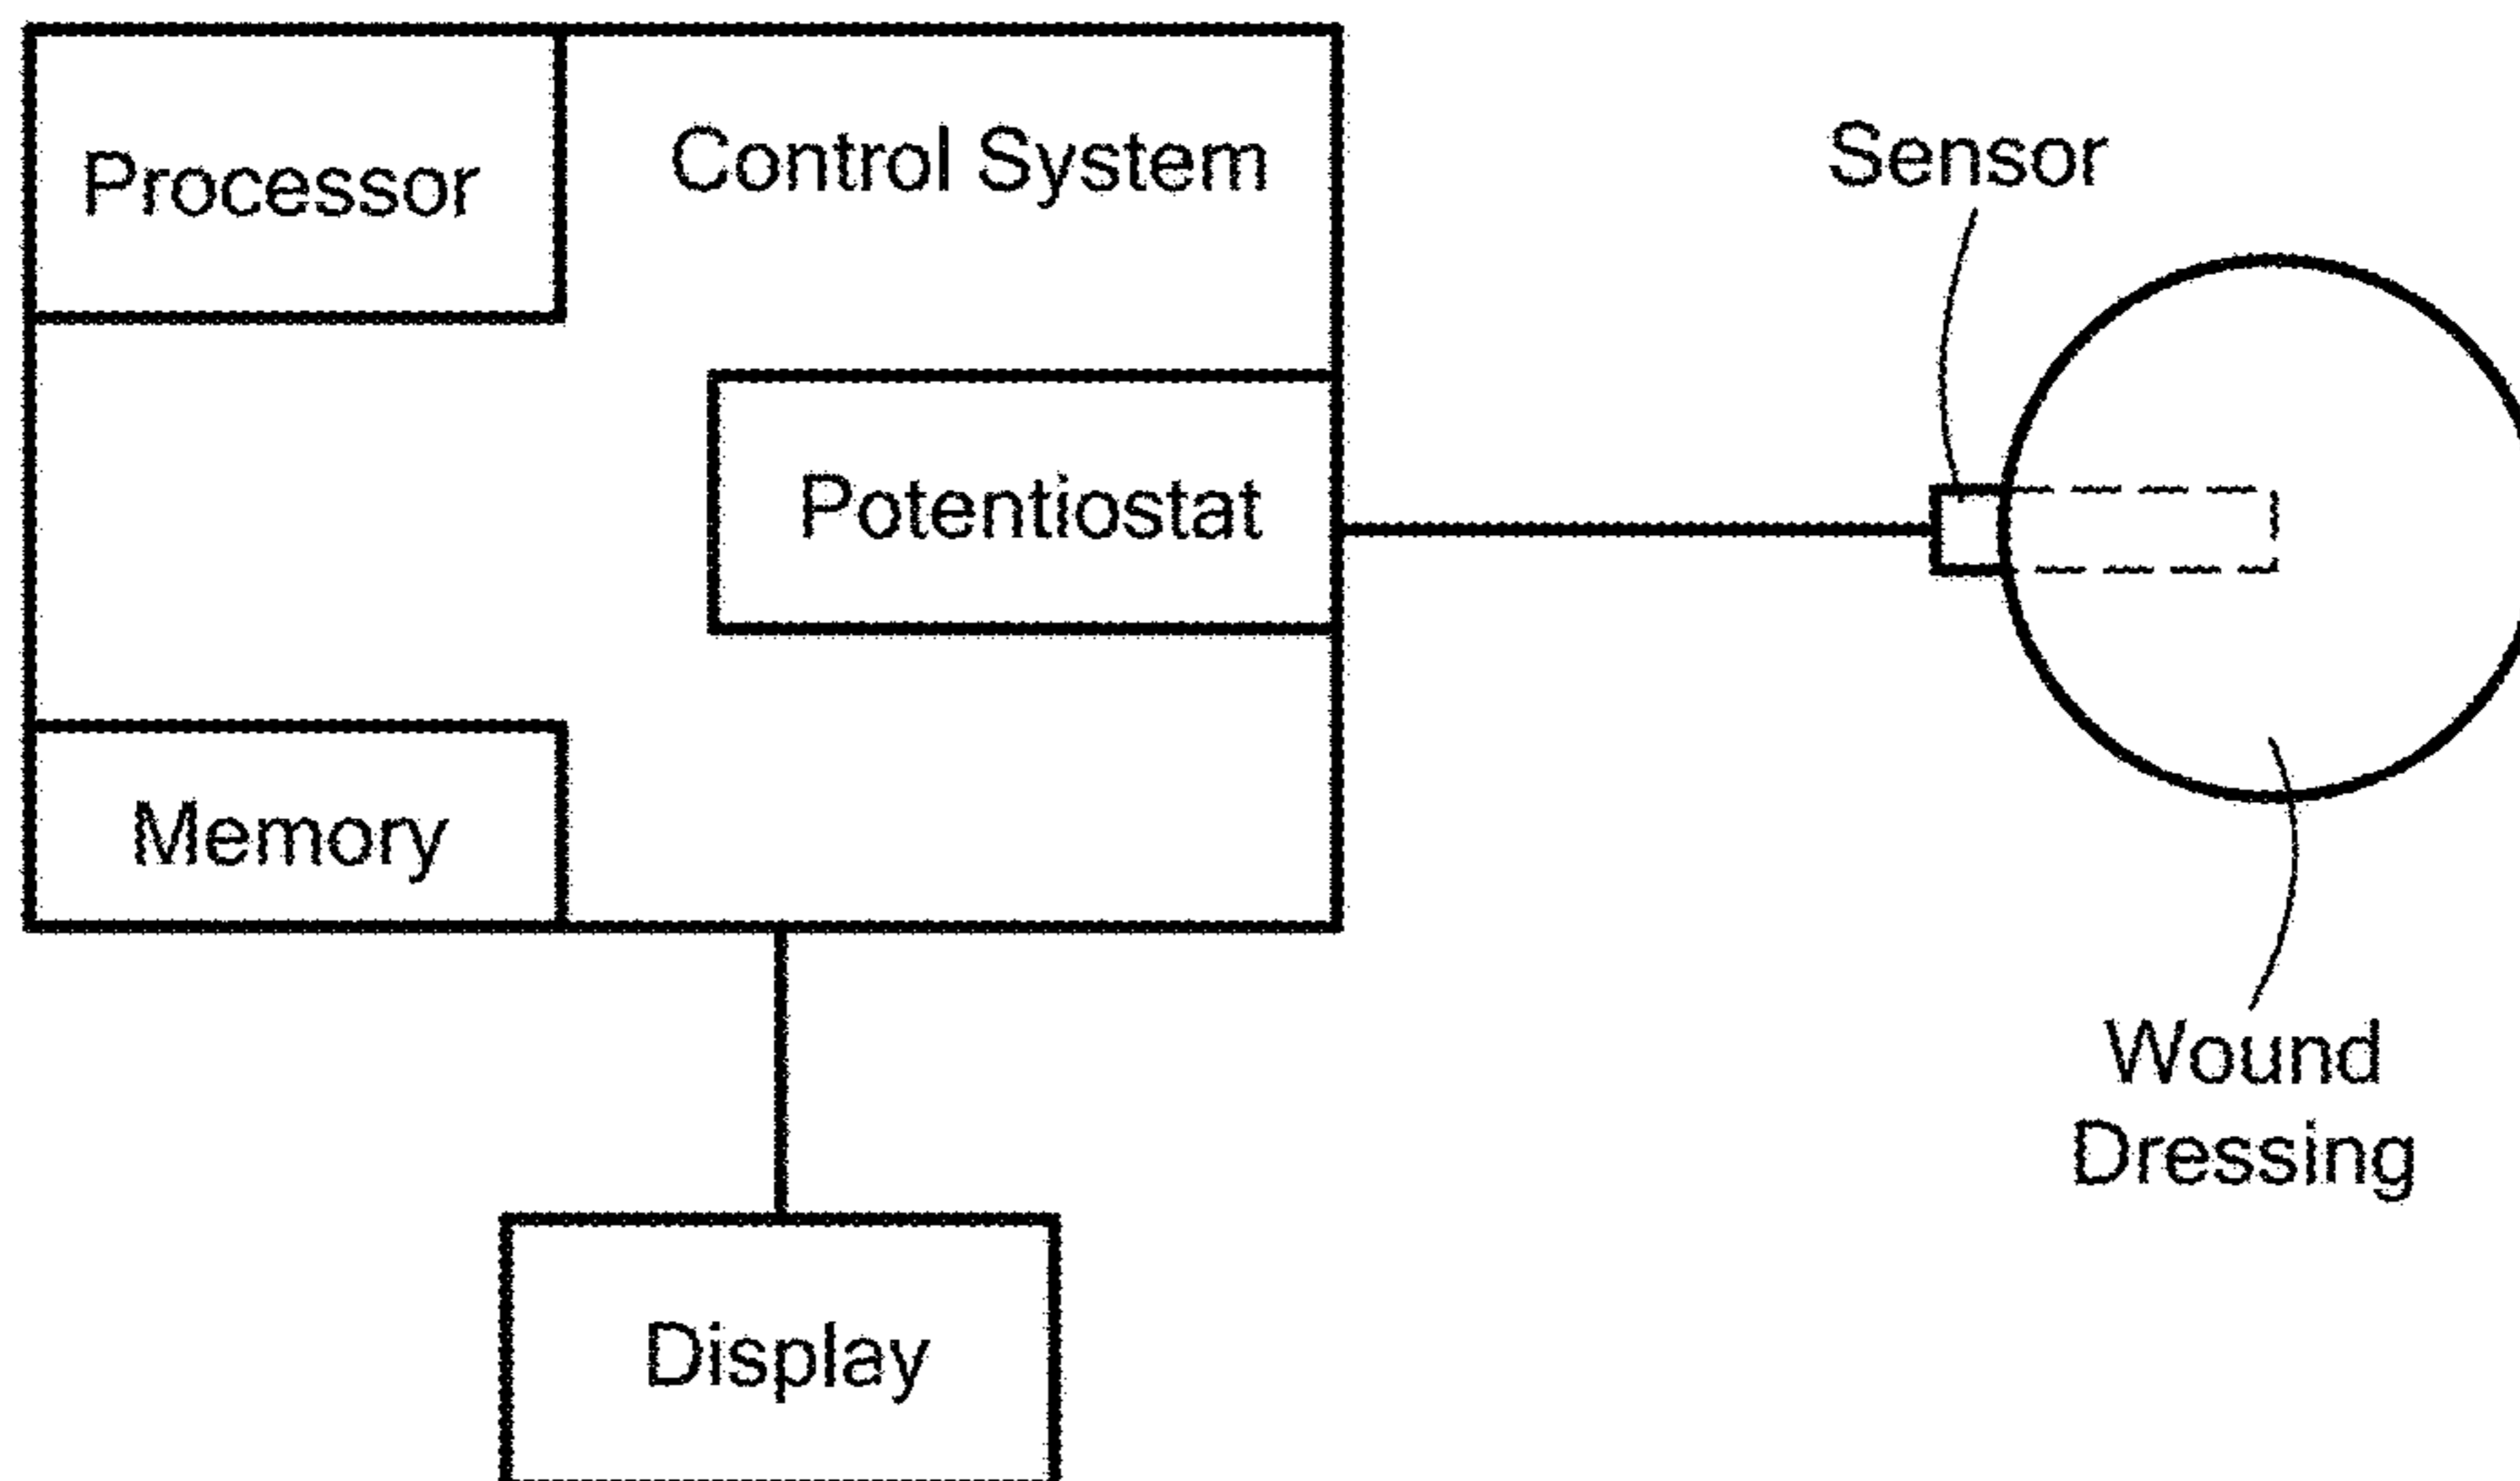 Processor
Control System
Sensor
Potentiostat
Memory
Wound
Dressing
Display